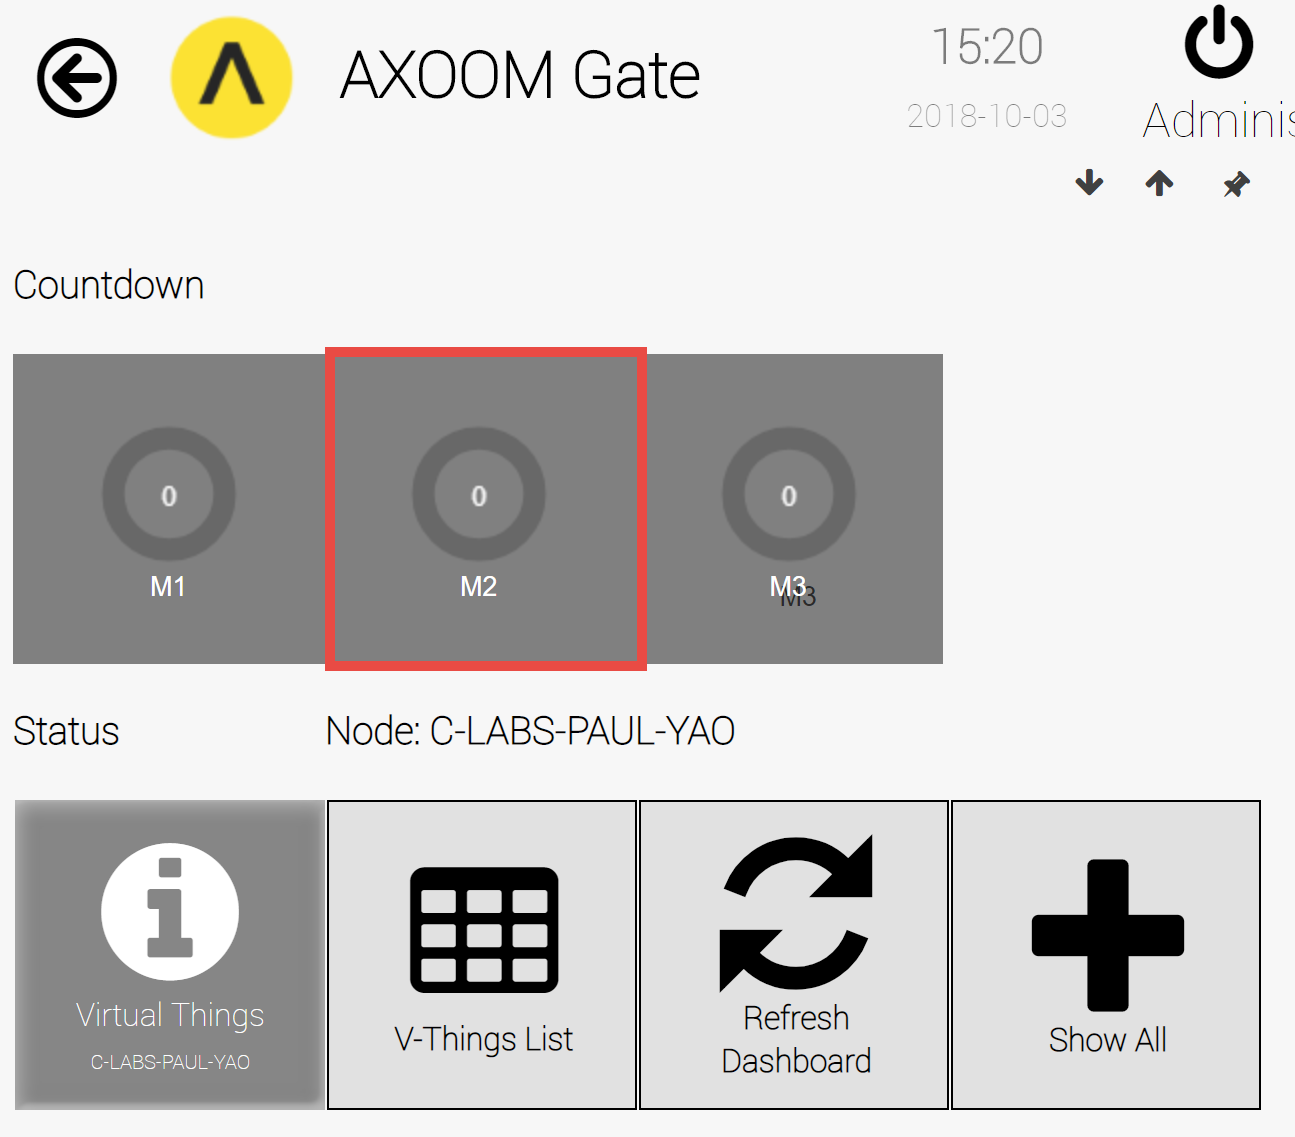 AXOOM Gate
15:20
2018-10-03
Adminis
Countdown
0
0
0
M1
M2
M3
M3
Status
Node: C-LABS-PAUL-YAO
Virtual Things
C-LABS-PAUL-YAO
V-Things List
Refresh
Dashboard
Show All